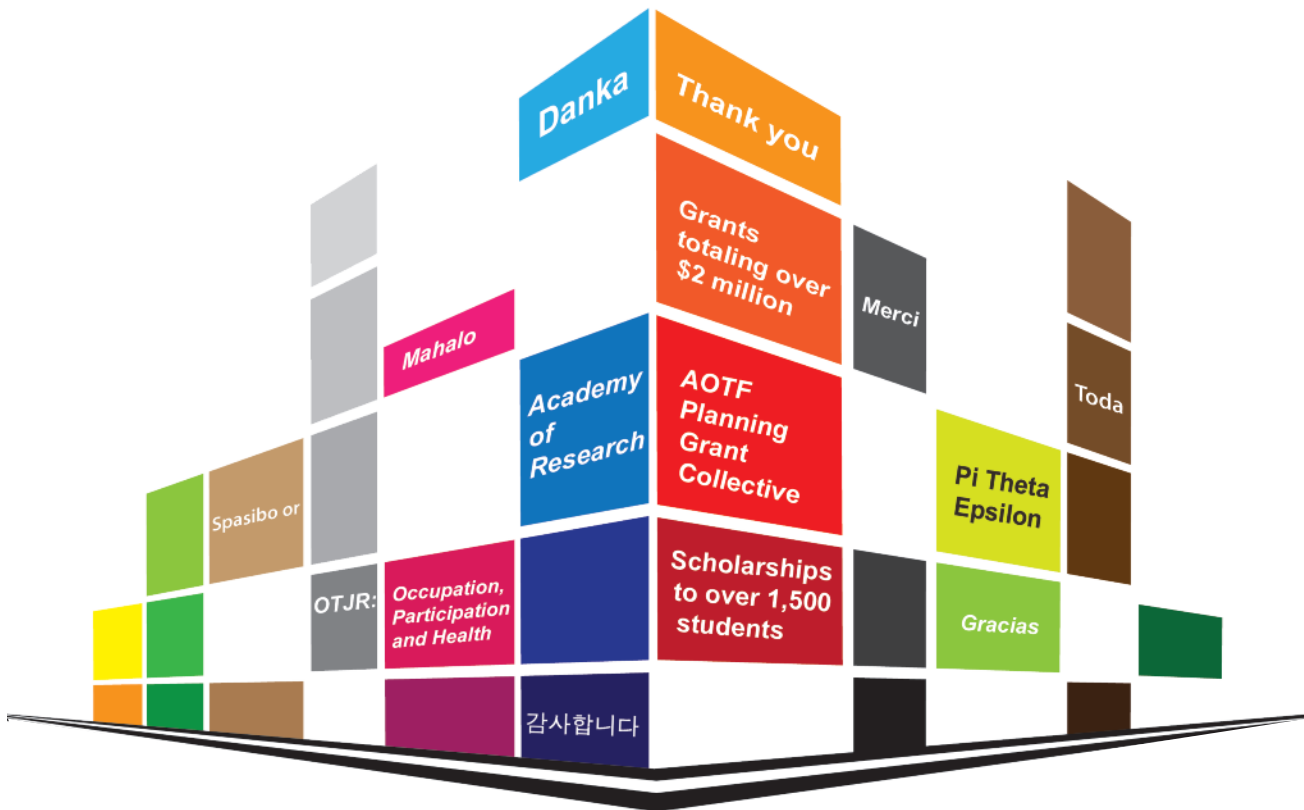 Danka
Thank you
Grants
totaling over
$2 million
Merci
Mahalo
Academy
of
Research
AOTF
Planning
Grant
Collective
Toda
Pi Theta
Epsilon
Spasibo or
OTJR:
Occupation,
Participation
and Health
Scholarships
to over 1,500
students
Gracias
감사합니다